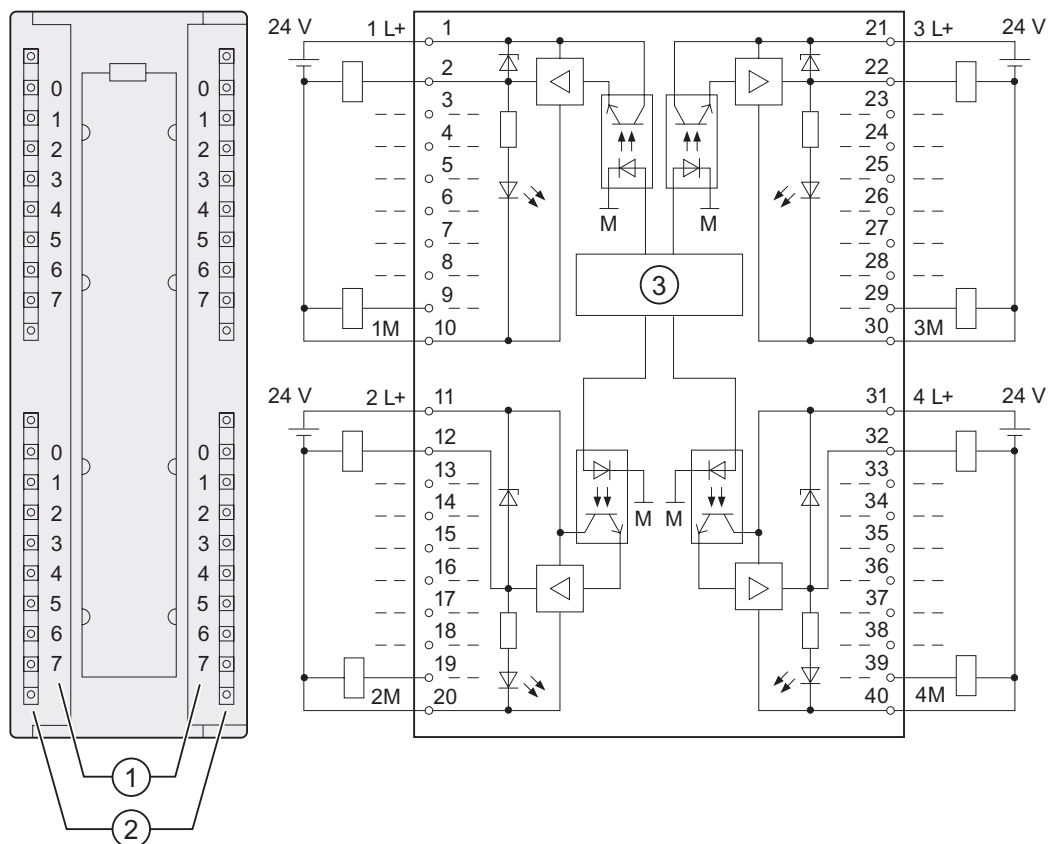 24 V 1 L+ 1 21 3 L+ 24 V
2 22
3 23
0 0 4 24
1 1 5 25
2 2 6 26
3 3 7 27
4 4 8 28
5 5 9 29
6 6 1M 10 30 3M
7 7
M M
3
24 V 2 L+ 11 31 4 L+ 24 V
12 32
0 0 13 33
1 1 14 34
2 2 15 35
3 3 16 36
4 4 17 37
5 5 18 38
6 6 19 39
7 7 2M 20 40 4M
M M
1
2